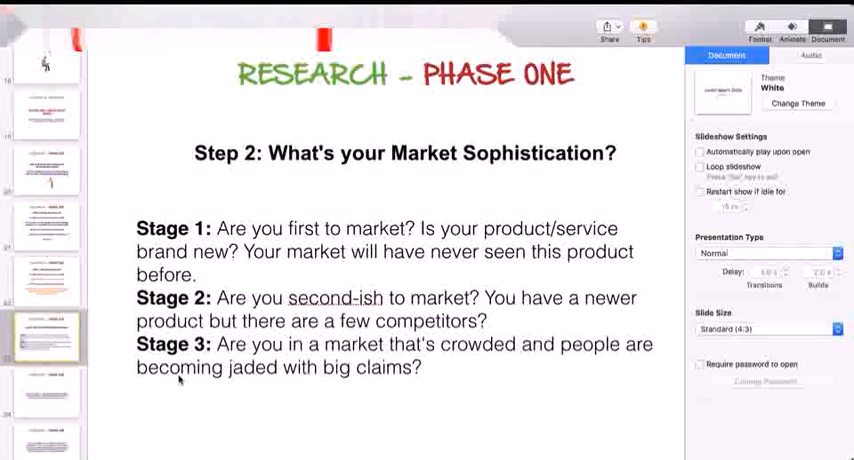 Share
Tips
Format
Animate
Document
RESEARCH - PHASE ONE
Step 2: What's your Market Sophistication?
Stage 1: Are you first to market? Is your product/service
brand new? Your market will have never seen this product
before.
Stage 2: Are you second-ish to market? You have a newer
product but there are a few competitors?
Stage 3: Are you in a market that's crowded and people are
becoming jaded with big claims?
Document
Audio
Theme
White
Change Theme
Slideshow Settings
Automatically play upon open
Loop slideshow
Restart show if idle for
Presentation Type
Normal
Delay:
Transitions
Builds
Slide Size
Standard (4:3)
Require password to open